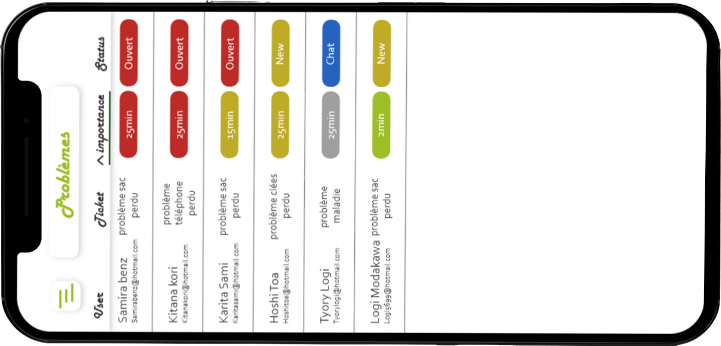 Problèmes
User Ticket importance Status
Samira benz
Samirabenz@hotmail.com
problème sac
perdu
25min
Ouvert
Kitana kori
Kitanakori@hotmail.com
problème
téléphone
perdu
25min
Ouvert
Karita Sami
Karitasami@hotmail.com
problème sac
perdu
15min
Ouvert
Hoshi Toa
Hoshitoa@hotmail.com
problème clées
perdu
25min
New
Tyory Logi
Tyorylogi@hotmail.com
problème
maladie
25min
Chat
Logi Modakawa
Logi5699@hotmail.com
problème sac
perdu
2min
New